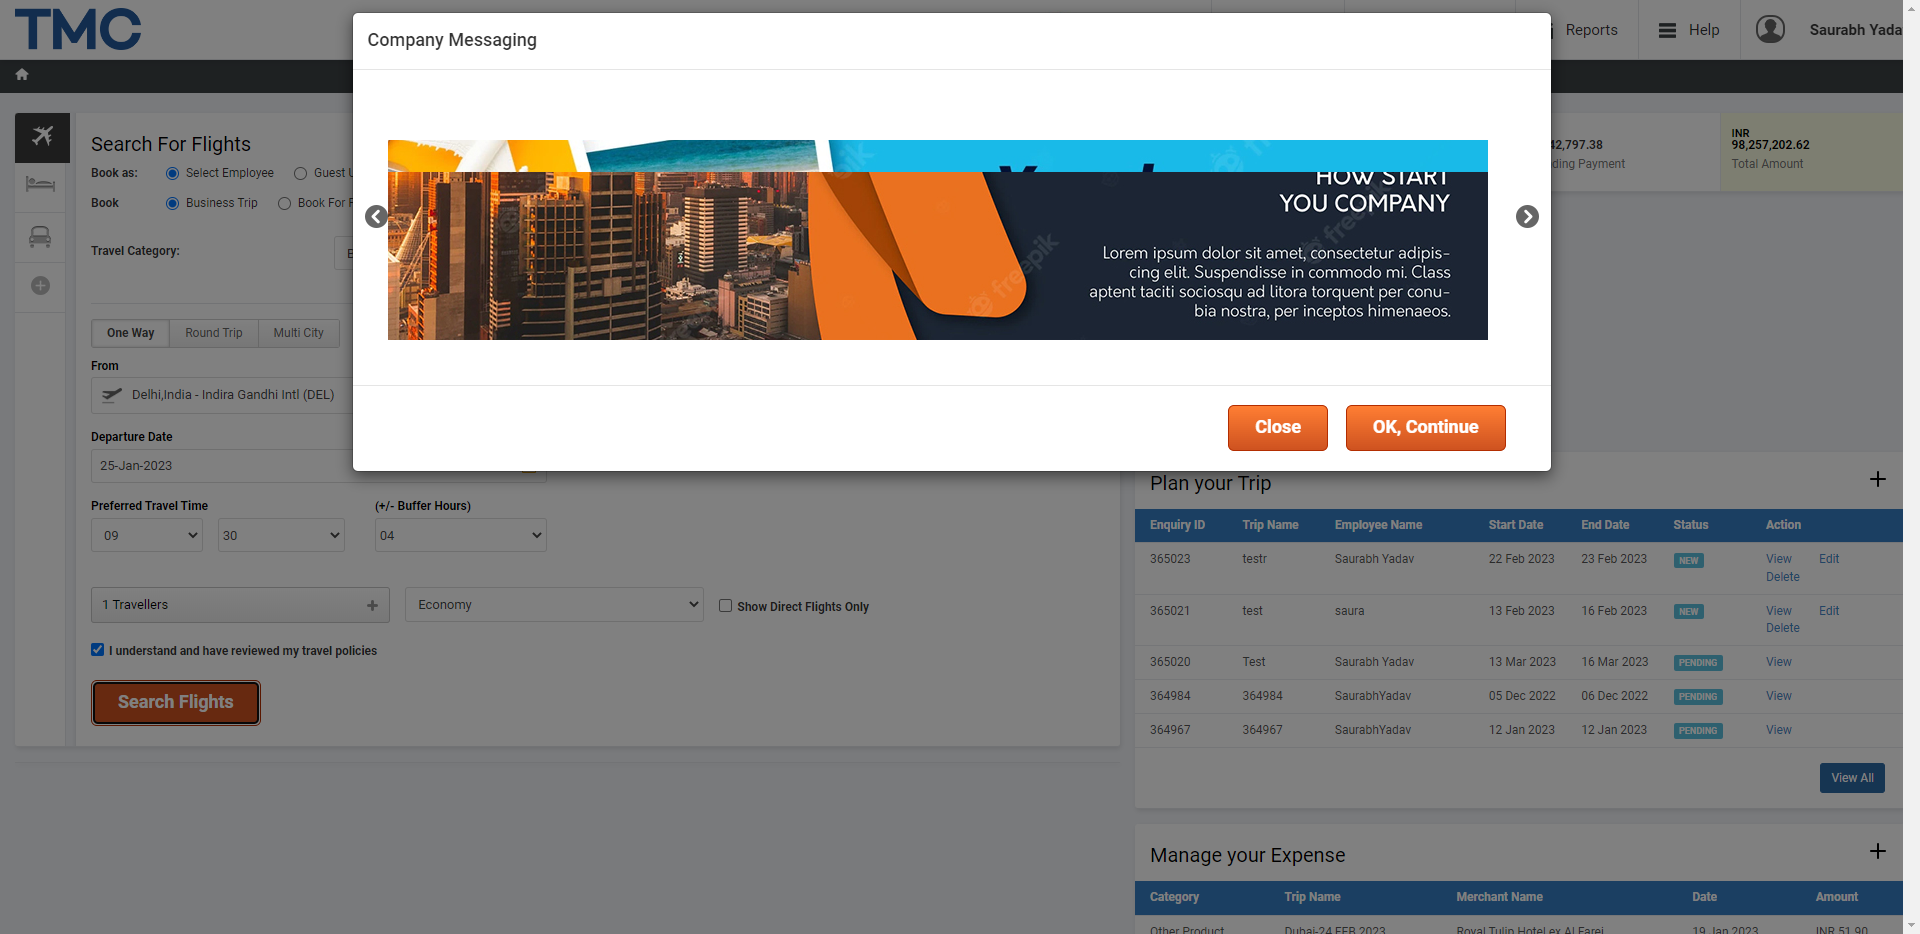 TMC
Reports
Help
Saurabh Yada
Company Messaging
HOW START
YOU COMPANY
Lorem ipsum dolor sit amet, consectetur adipis-
cing elit. Suspendisse in commodo mi. Class
aptent taciti sociosqu ad litora torquent per conu-
bia nostra, per inceptos himenaeos.
freepik
Close
OK, Continue
Search For Flights
Book as:
Select Employee
Guest U
Book
Business Trip
Book For F
Travel Category:
One Way
Round Trip
Multi City
From
Delhi,India - Indira Gandhi Intl (DEL)
Departure Date
25-Jan-2023
Preferred Travel Time
(+/- Buffer Hours)
09
30
04
1 Travellers
Economy
Show Direct Flights Only
I understand and have reviewed my travel policies
Search Flights
42,797.38
ding Payment
INR
98,257,202.62
Total Amount
Plan your Trip
Enquiry ID Trip Name Employee Name Start Date End Date Status Action
365023 testr Saurabh Yadav 22 Feb 2023 23 Feb 2023 NEW View Edit
Delete
365021 test saura 13 Feb 2023 16 Feb 2023 NEW View Edit
Delete
365020 Test Saurabh Yadav 13 Mar 2023 16 Mar 2023 PENDING View
364984 364984 SaurabhYadav 05 Dec 2022 06 Dec 2022 PENDING View
364967 364967 SaurabhYadav 12 Jan 2023 12 Jan 2023 PENDING View
View All
Manage your Expense
Category Trip Name Merchant Name Date Amount
Other Product Dubai-24 FEB 2023 Royal Tulip Hotel ex Al Farej 19 Jan 2023 INR 51.90